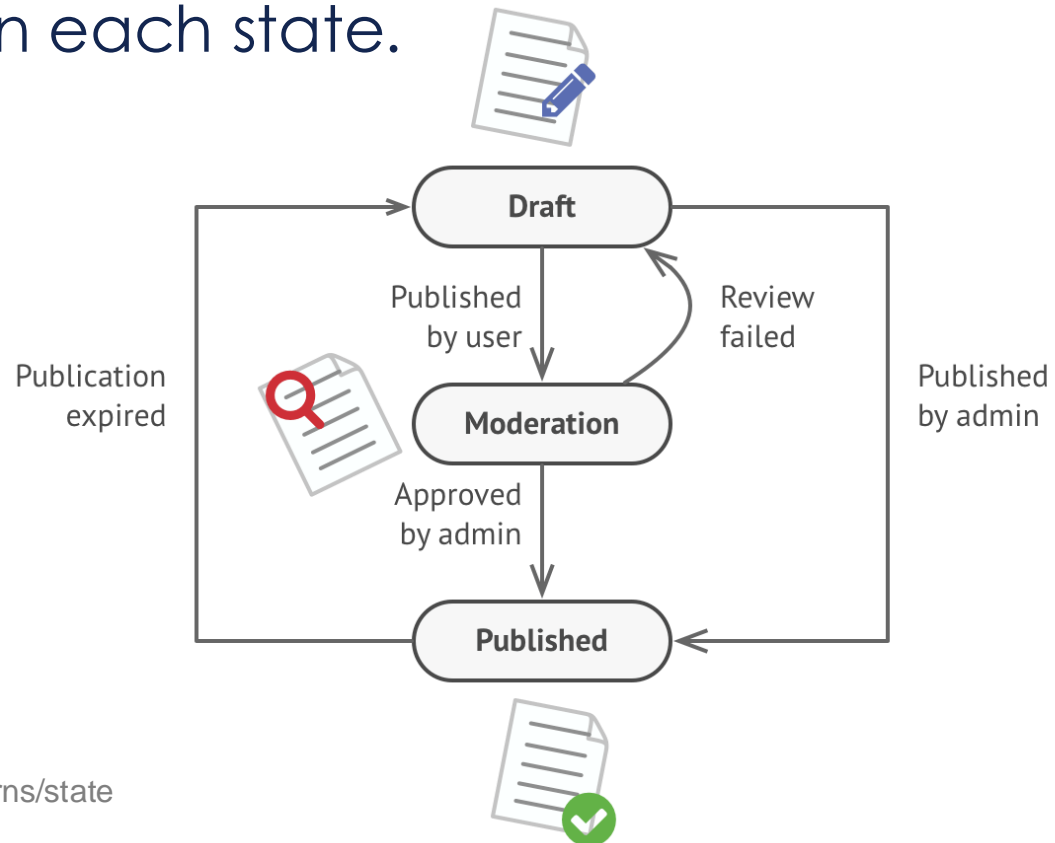 n each state.
Draft
Published
by user
Review
failed
Publication
expired
Published
by admin
Moderation
Approved
by admin
Published
rns/state